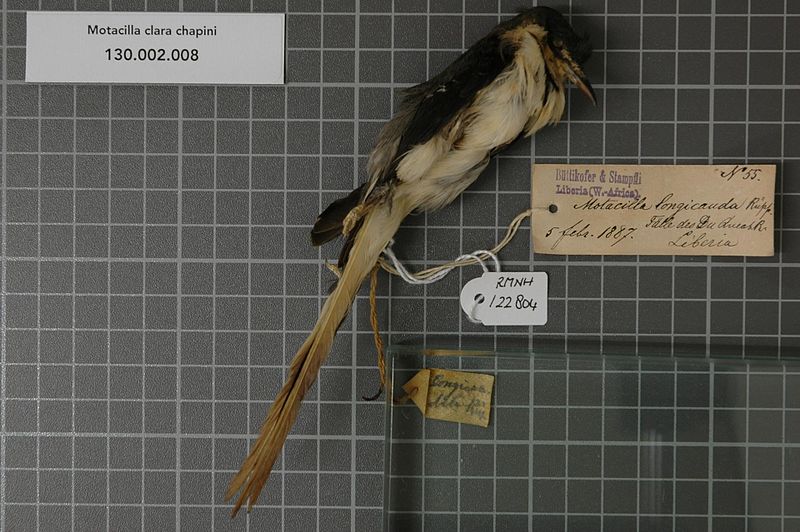 Motacilla clara chapini
130.002.008
Büttikofer & Stampfli
Liberia (W.-Africa).
No 55.
Motacilla longicauda Rüpp.
5 febr. 1887.
Liberia
RMNH
122804